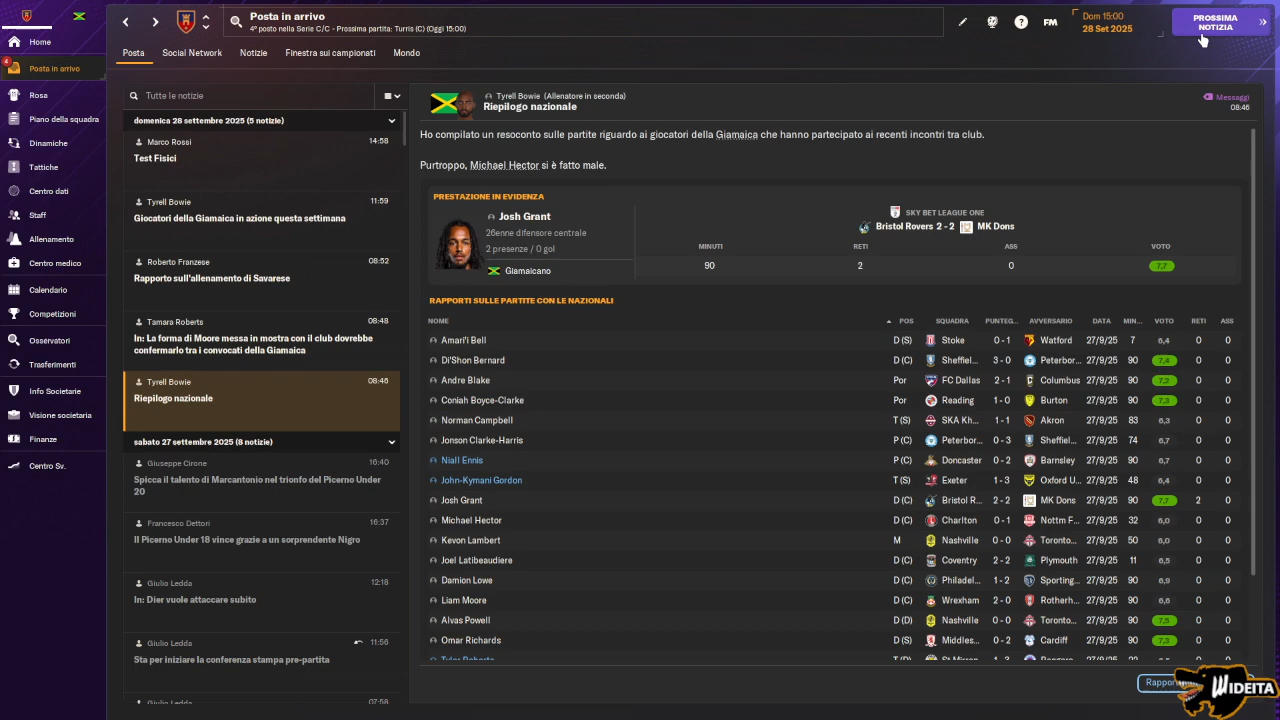 Posta in arrivo
4° posto nella Serie C/C - Prossima partita: Turris (C) (Oggi 15:00)
FM
Dom 15:00
28 Set 2025
PROSSIMA
NOTIZIA
Home
4
Posta in arrivo
Rosa
Piano della squadra
Dinamiche
Tattiche
Centro dati
Staff
Allenamento
Centro medico
Calendario
Competizioni
Osservatori
Trasferimenti
Info Societarie
Visione societaria
Finanze
Centro Sv.
Posta
Social Network
Notizie
Finestra sui campionati
Mondo
Tutte le notizie
domenica 28 settembre 2025 (5 notizie)
Marco Rossi 14:58
Test Fisici
Tyrell Bowie 11:59
Giocatori della Giamaica in azione questa settimana
Roberto Franzese 08:52
Rapporto sull'allenamento di Savarese
Tamara Roberts 08:48
In: La forma di Moore messa in mostra con il club dovrebbe
confermarlo tra i convocati della Giamaica
Tyrell Bowie 08:46
Riepilogo nazionale
sabato 27 settembre 2025 (8 notizie)
Giuseppe Cirone 16:40
Spicca il talento di Marcantonio nel trionfo del Picerno Under
20
Francesco Dettori 16:37
Il Picerno Under 18 vince grazie a un sorprendente Nigro
Giulio Ledda 12:18
In: Dier vuole attaccare subito
Giulio Ledda 11:56
Sta per iniziare la conferenza stampa pre-partita
Giulio Ledda 07:58
Tyrell Bowie (Allenatore in seconda)
Riepilogo nazionale
Messaggi
08:46
Ho compilato un resoconto sulle partite riguardo ai giocatori della Giamaica che hanno partecipato ai recenti incontri tra club.
Purtroppo, Michael Hector si è fatto male.
PRESTAZIONE IN EVIDENZA
Josh Grant
26enne difensore centrale
2 presenze / 0 gol
Giamaicano
SKY BET LEAGUE ONE
Bristol Rovers 2 - 2 MK Dons
MINUTI RETI ASS VOTO
90 2 0 7,7
RAPPORTI SULLE PARTITE CON LE NAZIONALI
NOME POS SQUADRA PUNTEG... AVVERSARIO DATA MIN... VOTO RETI ASS
Amari'i Bell D (S) Stoke 0 - 1 Watford 27/9/25 7 6,4 0 0
Di'Shon Bernard D (C) Sheffiel... 3 - 0 Peterbor... 27/9/25 90 7,4 0 0
Andre Blake Por FC Dallas 2 - 1 Columbus 27/9/25 90 7,2 0 0
Coniah Boyce-Clarke Por Reading 1 - 0 Burton 27/9/25 90 7,3 0 0
Norman Campbell T (S) SKA Kh... 1 - 1 Akron 27/9/25 83 6,3 0 0
Jonson Clarke-Harris P (C) Peterbor... 0 - 3 Sheffiel... 27/9/25 74 6,7 0 0
Niall Ennis P (C) Doncaster 0 - 2 Barnsley 27/9/25 90 6,7 0 0
John-Kymani Gordon T (S) Exeter 1 - 3 Oxford U... 27/9/25 48 6,4 0 0
Josh Grant D (C) Bristol R... 2 - 2 MK Dons 27/9/25 90 7,7 2 0
Michael Hector D (C) Charlton 0 - 1 Nottm F... 27/9/25 32 6,0 0 0
Kevon Lambert M Nashville 0 - 0 Toronto... 27/9/25 50 6,0 0 0
Joel Latibeaudiere D (C) Coventry 2 - 2 Plymouth 27/9/25 11 6,5 0 0
Damion Lowe D (C) Philadel... 1 - 2 Sporting... 27/9/25 90 6,9 0 0
Liam Moore D (C) Wrexham 2 - 0 Rotherh... 27/9/25 90 6,6 0 0
Alvas Powell D (D) Nashville 0 - 0 Toronto... 27/9/25 90 7,5 0 0
Omar Richards D (S) Middles... 0 - 2 Cardiff 27/9/25 90 7,3 0 0
Tyler Roberts
WIDEITA